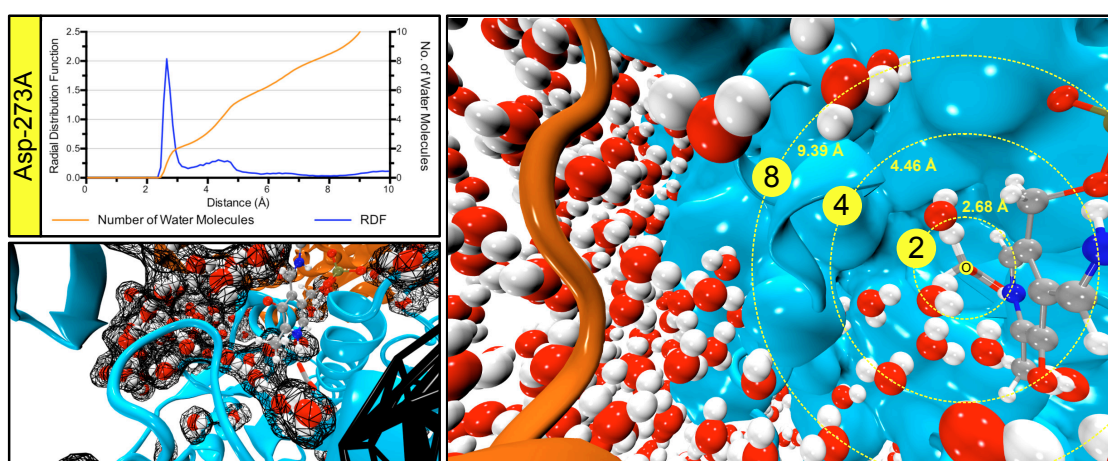 Asp-273A
Radial Distribution Function
2.5
2.0
1.5
1.0
0.5
0.0
10
8
6
4
2
0
No. of Water Molecules
0
2
4
6
8
10
Distance (Å)
Number of Water Molecules
RDF
9.39 Å
8
4.46 Å
4
2.68 Å
2
O